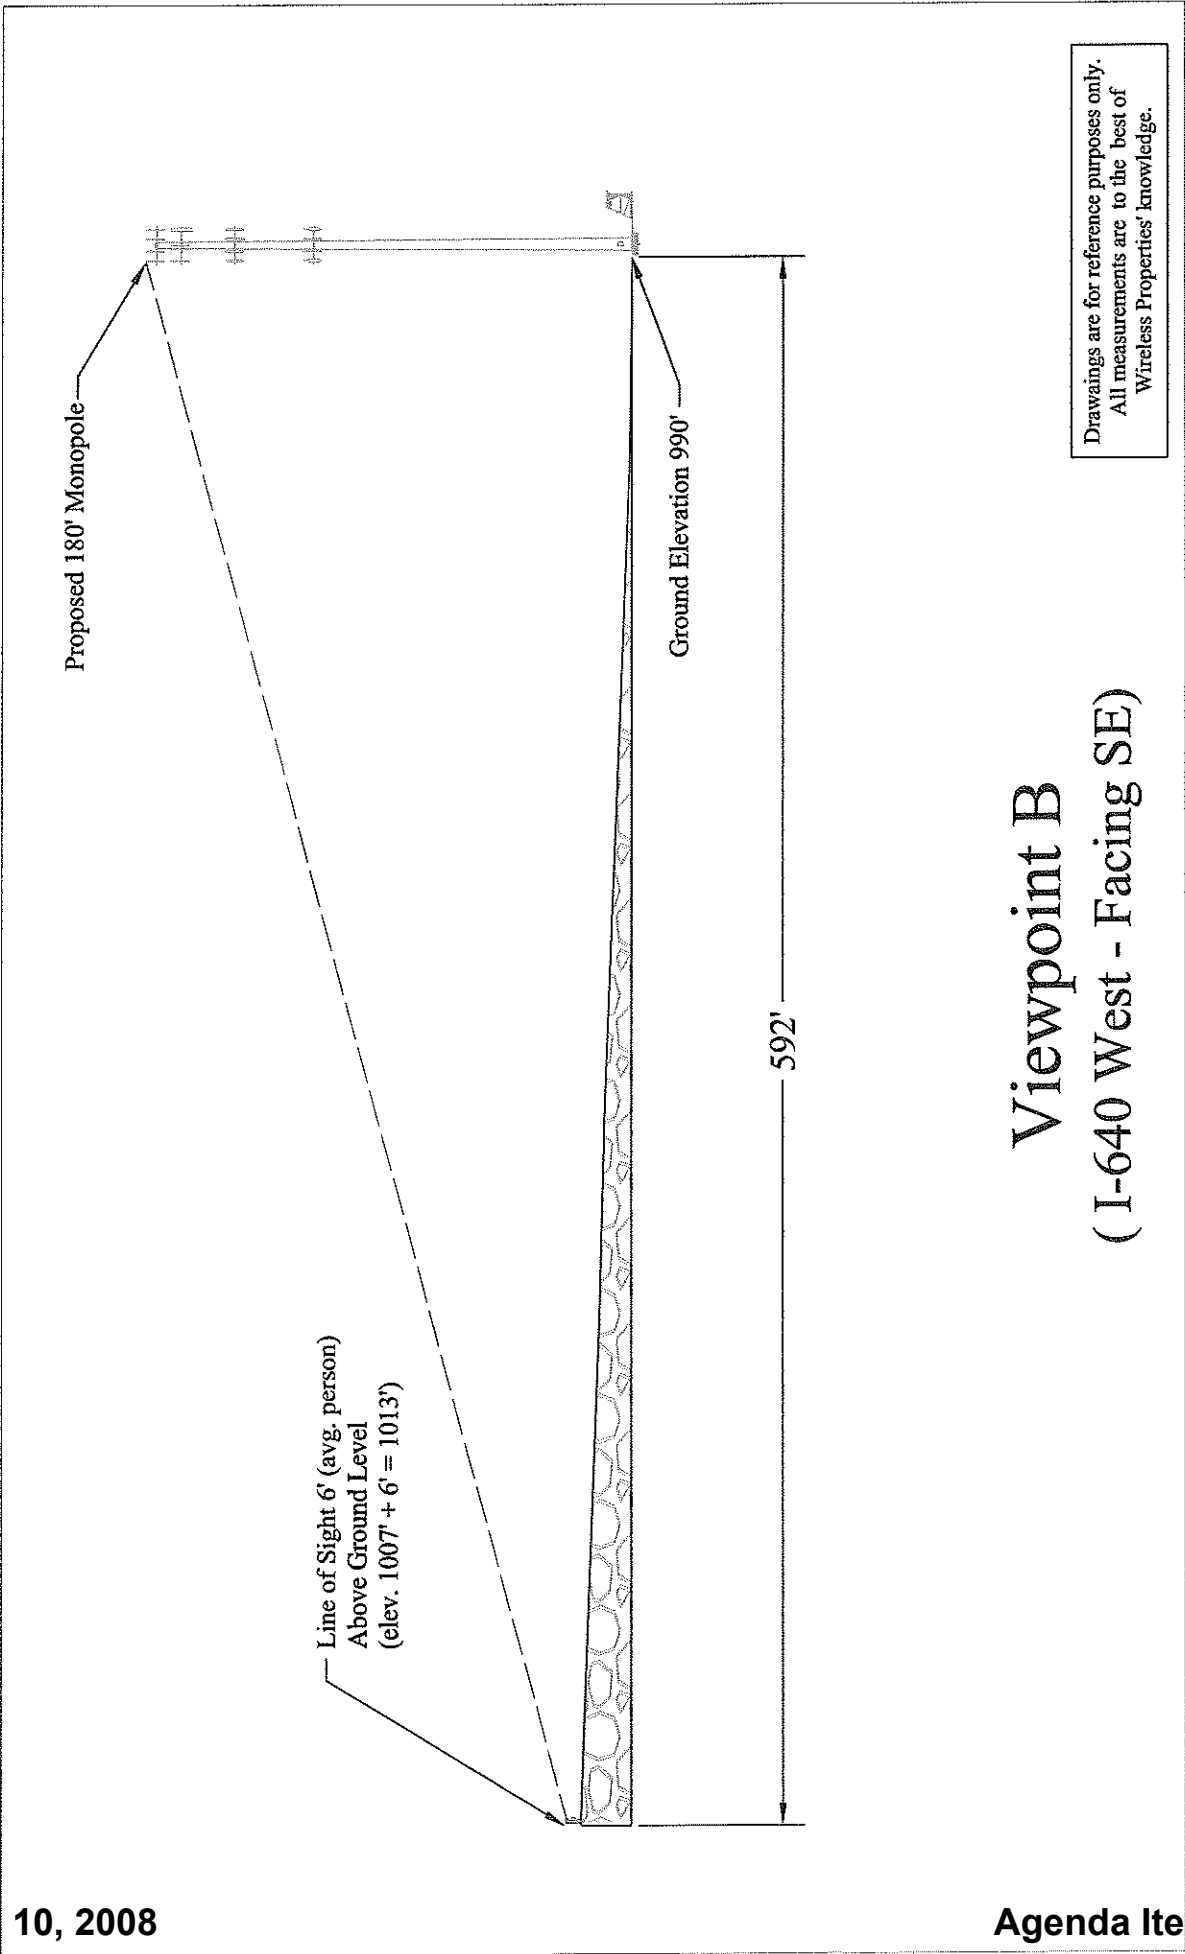 Proposed 180' Monopole
Line of Sight 6' (avg. person)
Above Ground Level
(elev. 1007' + 6' = 1013')
Ground Elevation 990'
592'
Viewpoint B
( I-640 West - Facing SE)
Drawaings are for reference purposes only.
All measurements are to the best of
Wireless Properties' knowledge.
10, 2008
Agenda Ite